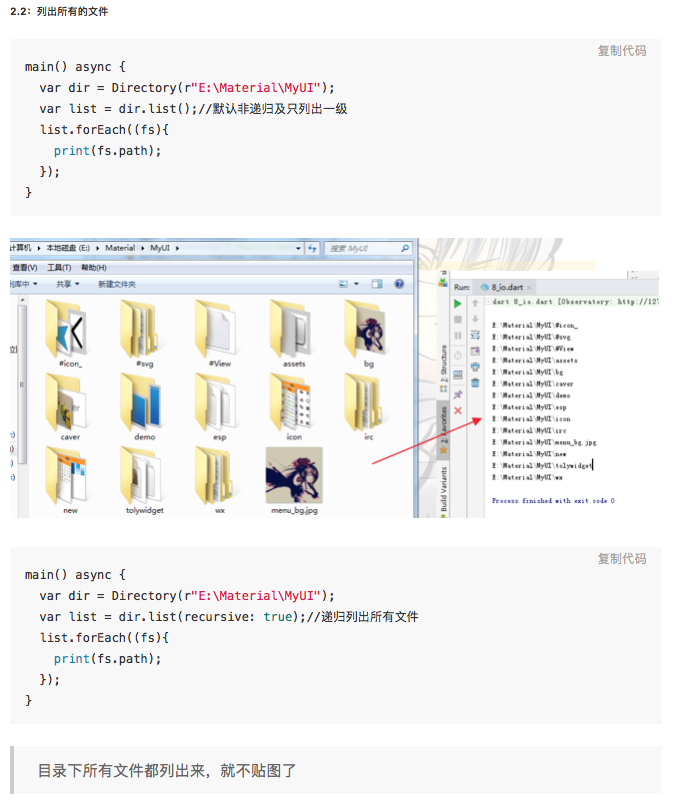 2.2：列出所有的文件
复制代码
main() async {
var dir = Directory(r"E:\Material\MyUI");
var list = dir.list();//默认非递归及只列出一级
list.forEach((fs){
print(fs.path);
});
}
计算机 ▸ 本地磁盘 (E:) ▸ Material ▸ MyUI ▸
搜索 MyUI
查看(V) 工具(T) 帮助(H)
共享 新建文件夹
#icon_ #svg #View assets bg
caver demo esp icon irc
new tolywidget wx menu_bg.jpg
Run: 8_io.dart
dart 8_io.dart [Observatory: http://127
E:\Material\MyUI\#icon_
E:\Material\MyUI\#svg
E:\Material\MyUI\#View
E:\Material\MyUI\assets
E:\Material\MyUI\bg
E:\Material\MyUI\caver
E:\Material\MyUI\demo
E:\Material\MyUI\esp
E:\Material\MyUI\icon
E:\Material\MyUI\irc
E:\Material\MyUI\menu_bg.jpg
E:\Material\MyUI\new
E:\Material\MyUI\tolywidget
E:\Material\MyUI\wx
Process finished with exit code 0
Z: Structure
2: Favorites
Build Variants
复制代码
main() async {
var dir = Directory(r"E:\Material\MyUI");
var list = dir.list(recursive: true);//递归列出所有文件
list.forEach((fs){
print(fs.path);
});
}
目录下所有文件都列出来，就不贴图了